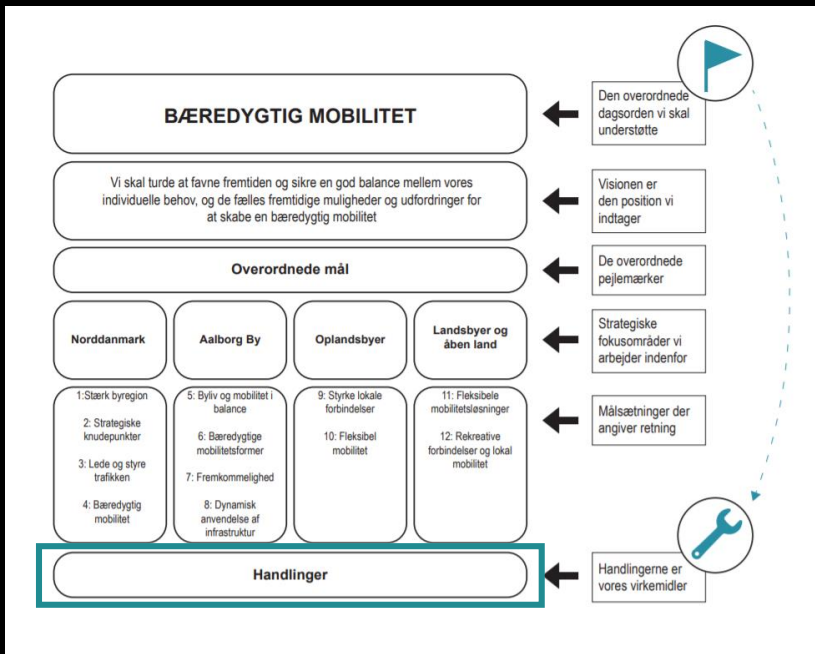 BÆREDYGTIG MOBILITET
Den overordnede
dagsorden vi skal
understøtte
Vi skal turde at favne fremtiden og sikre en god balance mellem vores
individuelle behov, og de fælles fremtidige muligheder og udfordringer for
at skabe en bæredygtig mobilitet
Visionen er
den position vi
indtager
Overordnede mål
De overordnede
pejlemærker
Norddanmark
Aalborg By
Oplandsbyer
Landsbyer og
åben land
Strategiske
fokusområder vi
arbejder indenfor
1:Stærk byregion
2: Strategiske
knudepunkter
3: Lede og styre
trafikken
4: Bæredygtig
mobilitet
5: Byliv og mobilitet i
balance
6: Bæredygtige
mobilitetsformer
7: Fremkommelighed
8: Dynamisk
anvendelse af
infrastruktur
9: Styrke lokale
forbindelser
10: Fleksibel
mobilitet
11: Fleksibele
mobilitetsløsninger
12: Rekreative
forbindelser og lokal
mobilitet
Målsætninger der
angiver retning
Handlinger
Handlingerne er
vores virkemidler